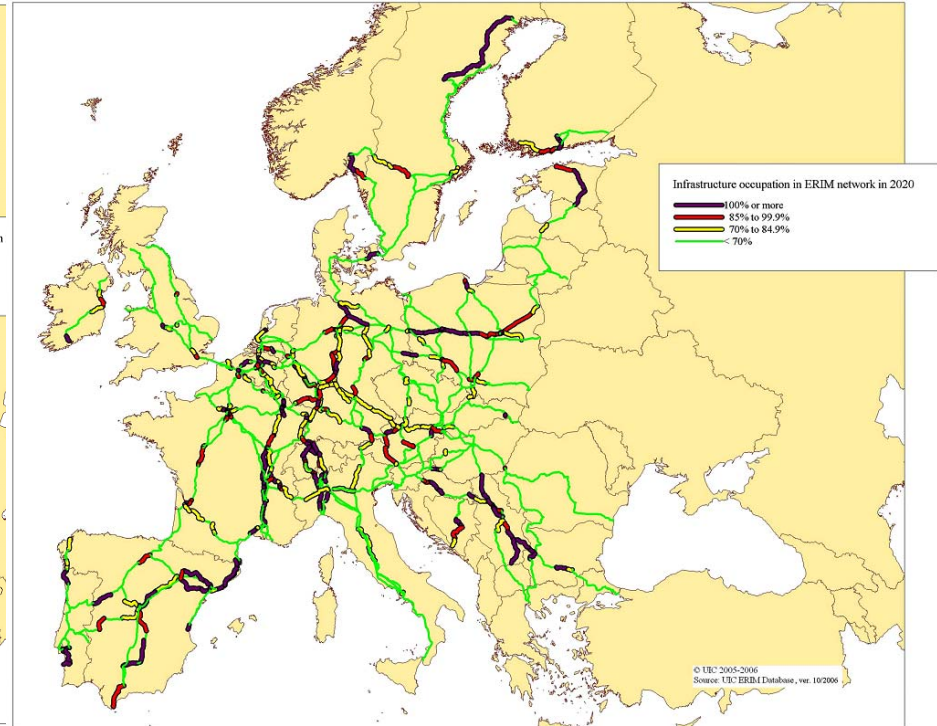 Infrastructure occupation in ERIM network in 2020
100% or more
85% to 99.9%
70% to 84.9%
< 70%
© UIC 2005-2006
Source: UIC ERIM Database, ver. 10/2006